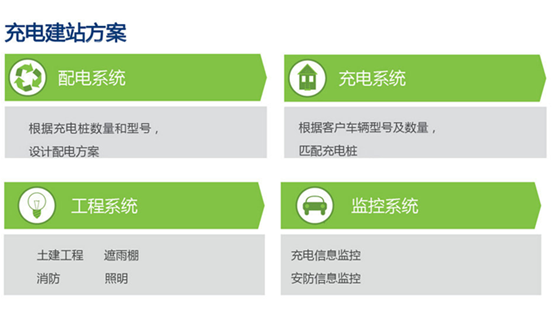 充电建站方案
配电系统
根据充电桩数量和型号，
设计配电方案
充电系统
根据客户车辆型号及数量，
匹配充电桩
工程系统
土建工程 遮雨棚
消防 照明
监控系统
充电信息监控
安防信息监控